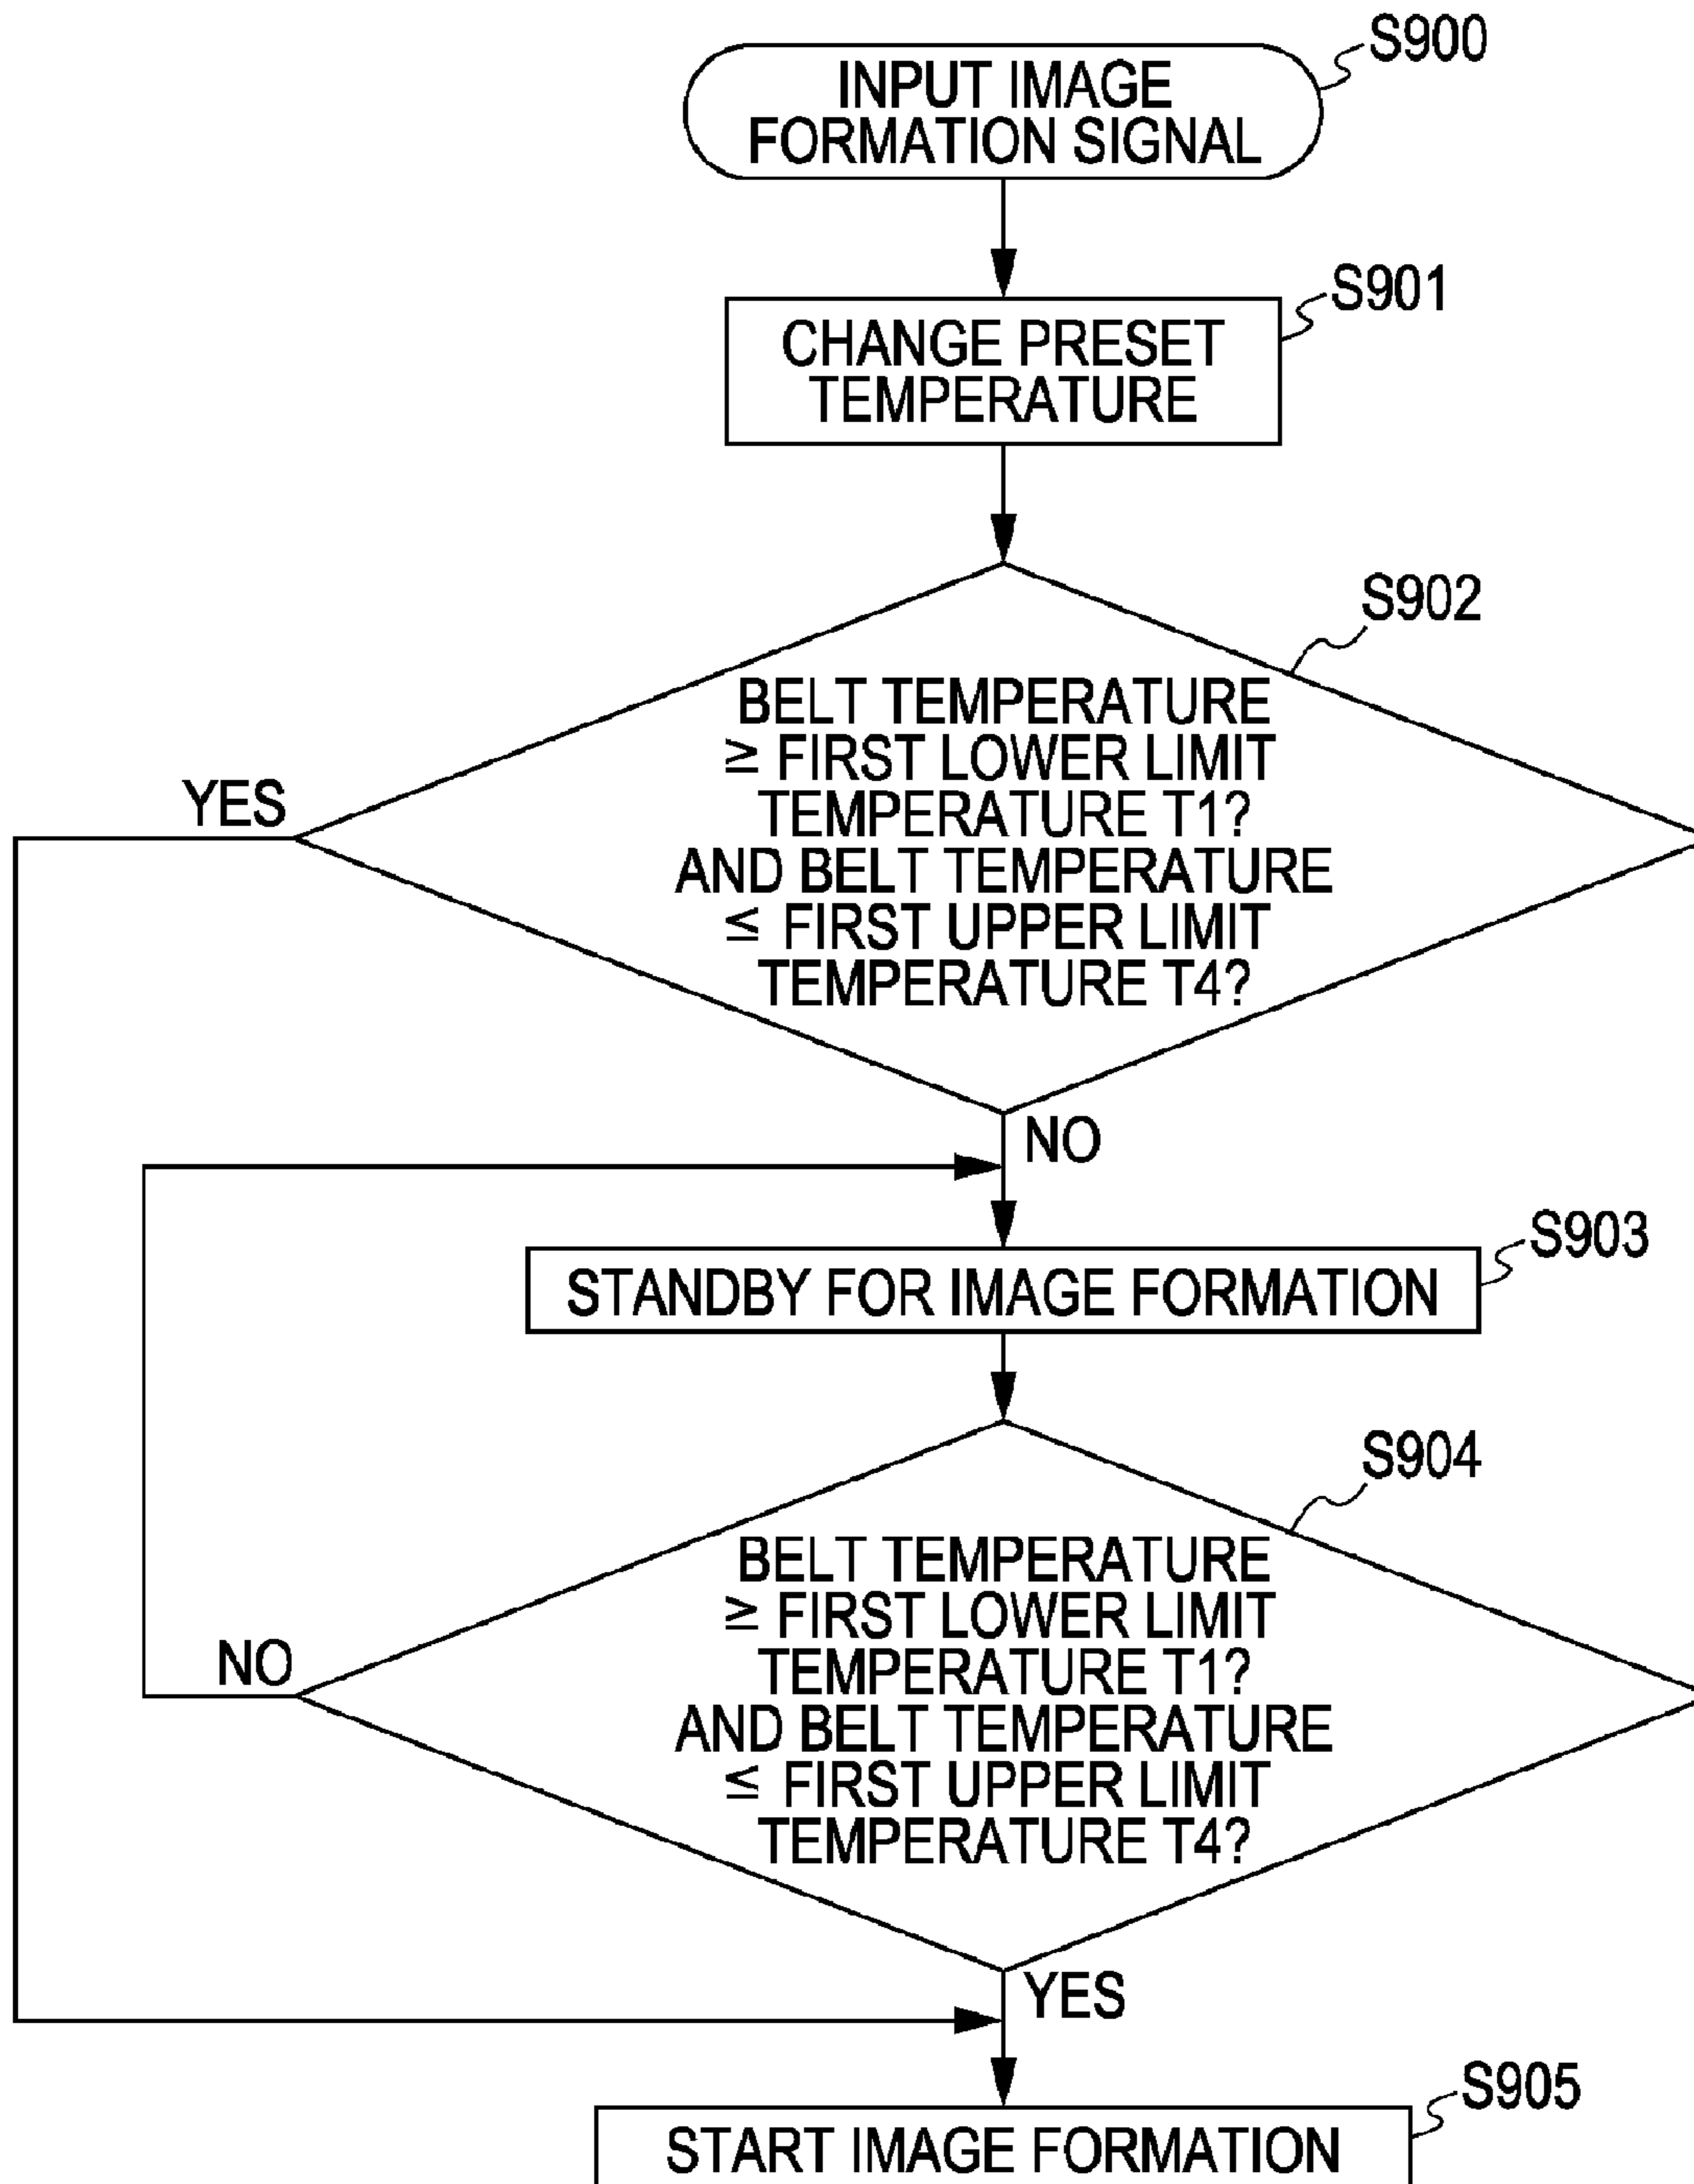 S900
INPUT IMAGE
FORMATION SIGNAL
S901
CHANGE PRESET
TEMPERATURE
S902
BELT TEMPERATURE
≥ FIRST LOWER LIMIT
TEMPERATURE T1?
AND BELT TEMPERATURE
≤ FIRST UPPER LIMIT
TEMPERATURE T4?
YES
NO
S903
STANDBY FOR IMAGE FORMATION
S904
BELT TEMPERATURE
≥ FIRST LOWER LIMIT
TEMPERATURE T1?
AND BELT TEMPERATURE
≤ FIRST UPPER LIMIT
TEMPERATURE T4?
NO
YES
S905
START IMAGE FORMATION